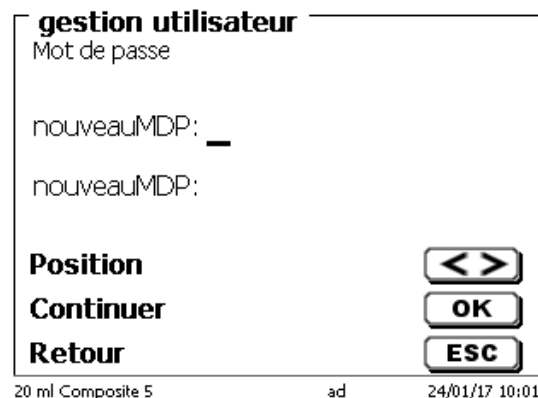 gestion utilisateur
Mot de passe
nouveauMDP: _
nouveauMDP:
Position < >
Continuer OK
Retour ESC
20 ml Composite 5 ad 24/01/17 10:01